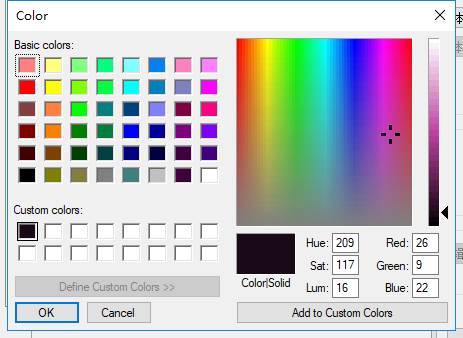 Color
Basic colors:
Custom colors:
Define Custom Colors >>
OK Cancel
Color|Solid
Hue: 209 Red: 26
Sat: 117 Green: 9
Lum: 16 Blue: 22
Add to Custom Colors